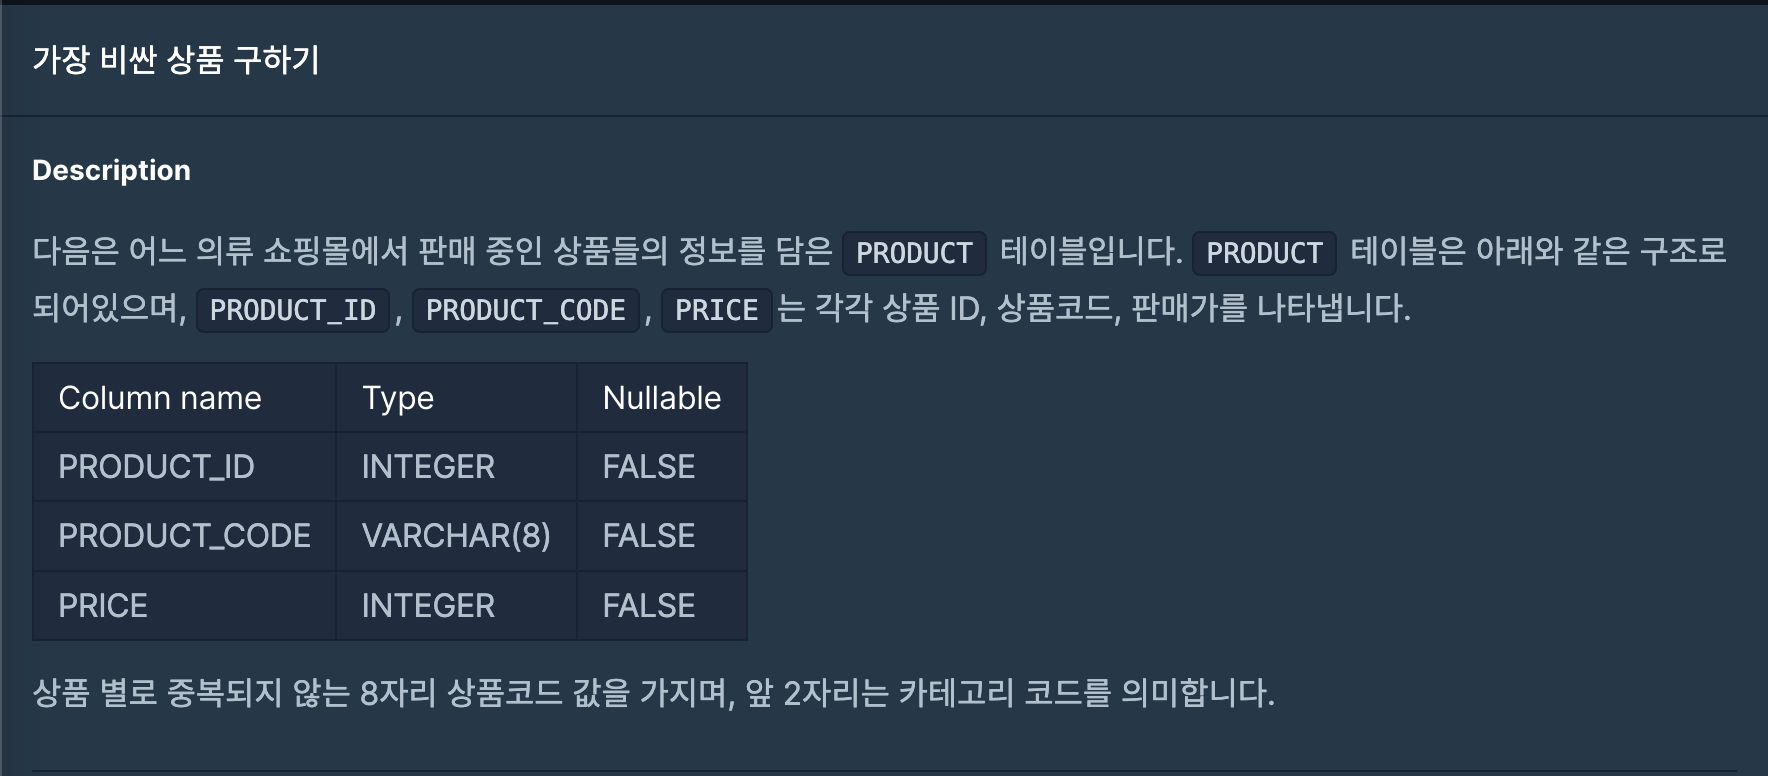 가장 비싼 상품 구하기
Description
다음은 어느 의류 쇼핑몰에서 판매 중인 상품들의 정보를 담은 PRODUCT 테이블입니다. PRODUCT 테이블은 아래와 같은 구조로
되어있으며, PRODUCT_ID, PRODUCT_CODE, PRICE는 각각 상품 ID, 상품코드, 판매가를 나타냅니다.
Column name Type Nullable
PRODUCT_ID INTEGER FALSE
PRODUCT_CODE VARCHAR(8) FALSE
PRICE INTEGER FALSE
상품 별로 중복되지 않는 8자리 상품코드 값을 가지며, 앞 2자리는 카테고리 코드를 의미합니다.